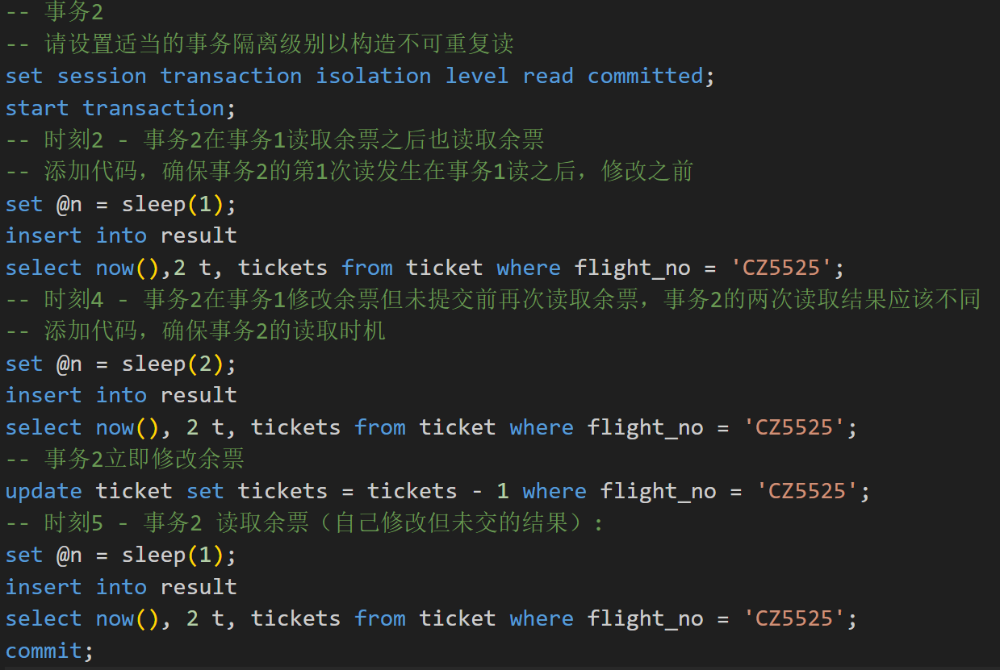 -- 事务2
-- 请设置适当的事务隔离级别以构造不可重复读
set session transaction isolation level read committed;
start transaction;
-- 时刻2 - 事务2在事务1读取余票之后也读取余票
-- 添加代码，确保事务2的第1次读发生在事务1读之后，修改之前
set @n = sleep(1);
insert into result
select now(),2 t, tickets from ticket where flight_no = 'CZ5525';
-- 时刻4 - 事务2在事务1修改余票但未提交前再次读取余票，事务2的两次读取结果应该不同
-- 添加代码，确保事务2的读取时机
set @n = sleep(2);
insert into result
select now(), 2 t, tickets from ticket where flight_no = 'CZ5525';
-- 事务2立即修改余票
update ticket set tickets = tickets - 1 where flight_no = 'CZ5525';
-- 时刻5 - 事务2 读取余票（自己修改但未交的结果）:
set @n = sleep(1);
insert into result
select now(), 2 t, tickets from ticket where flight_no = 'CZ5525';
commit;